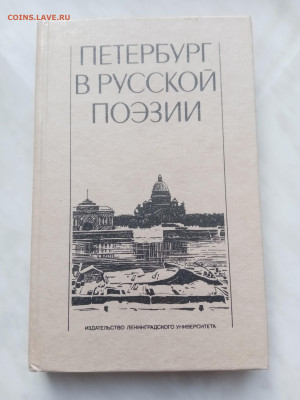 COINS.LAVE.RU
ПЕТЕРБУРГ
В РУССКОЙ
ПОЭЗИИ
ИЗДАТЕЛЬСТВО ЛЕНИНГРАДСКОГО УНИВЕРСИТЕТА